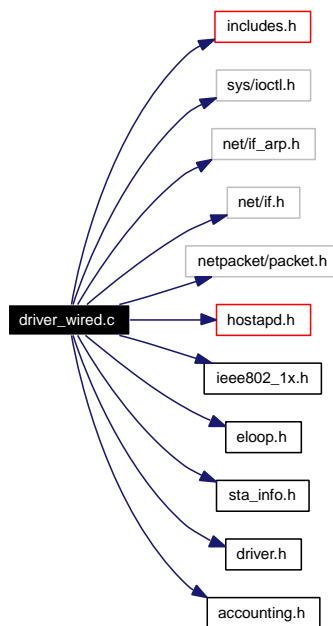 includes.h
sys/ioctl.h
net/if_arp.h
net/if.h
netpacket/packet.h
driver_wired.c
hostapd.h
ieee802_1x.h
eloop.h
sta_info.h
driver.h
accounting.h